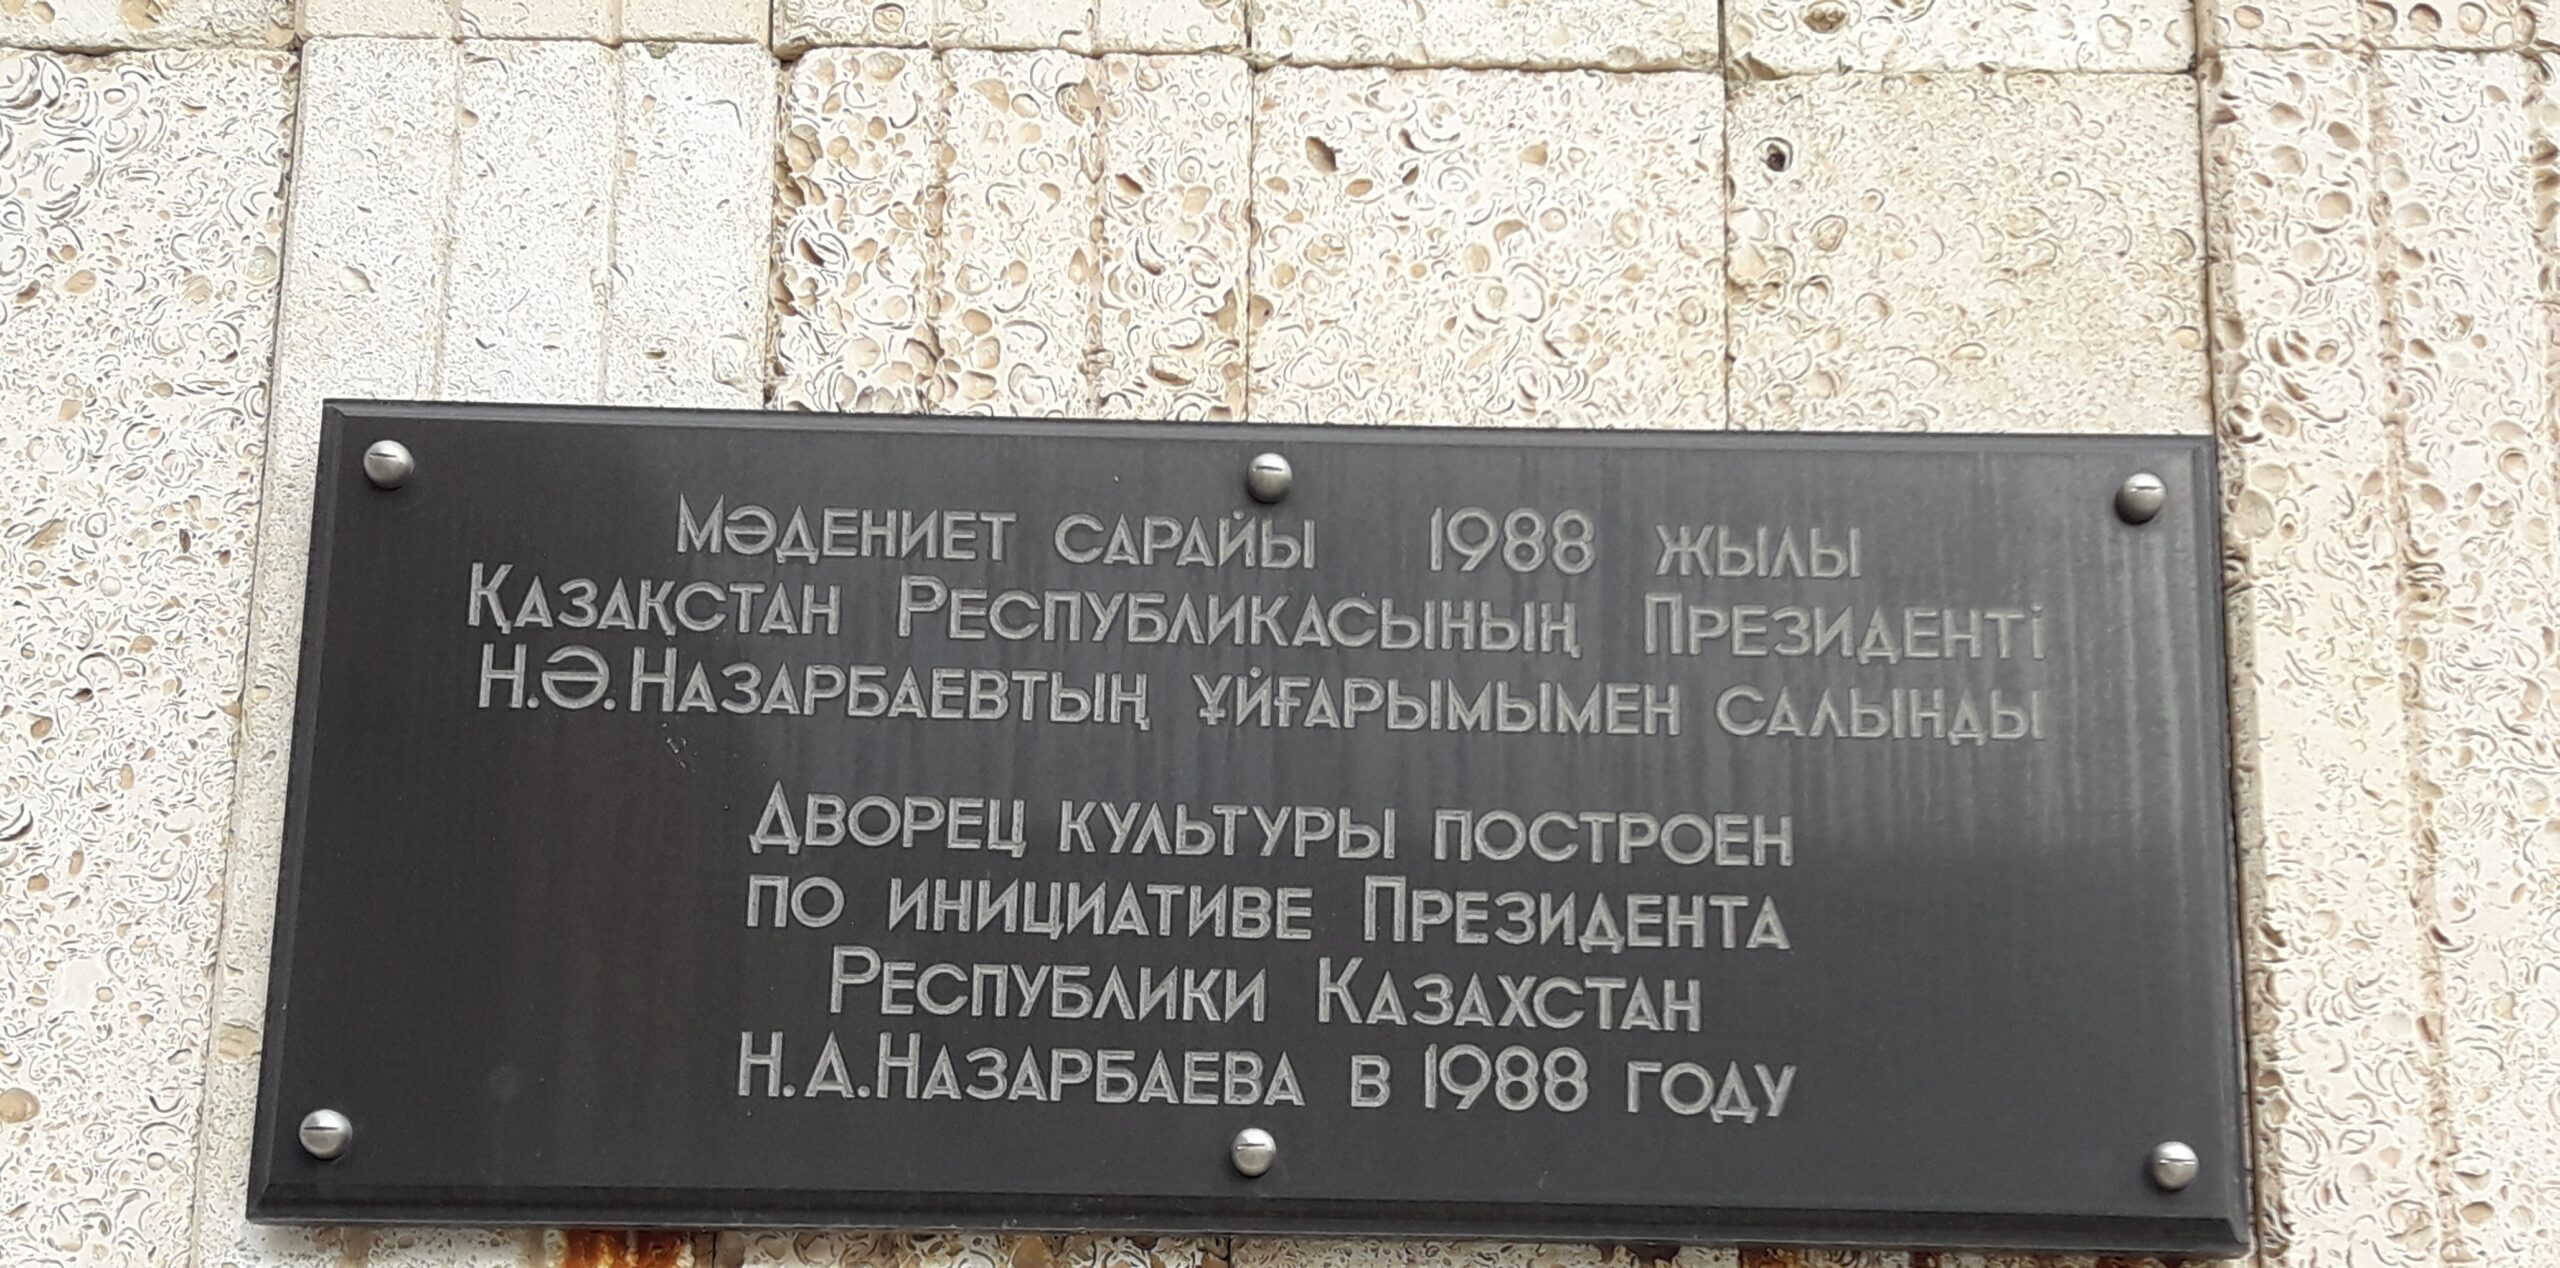 Мәдениет сарайы 1988 жылы
Қазақстан Республикасының Президенті
Н.Ә.Назарбаевтың ұйғарымымен салынды
Дворец культуры построен
по инициативе Президента
Республики Казахстан
Н.А.Назарбаева в 1988 году